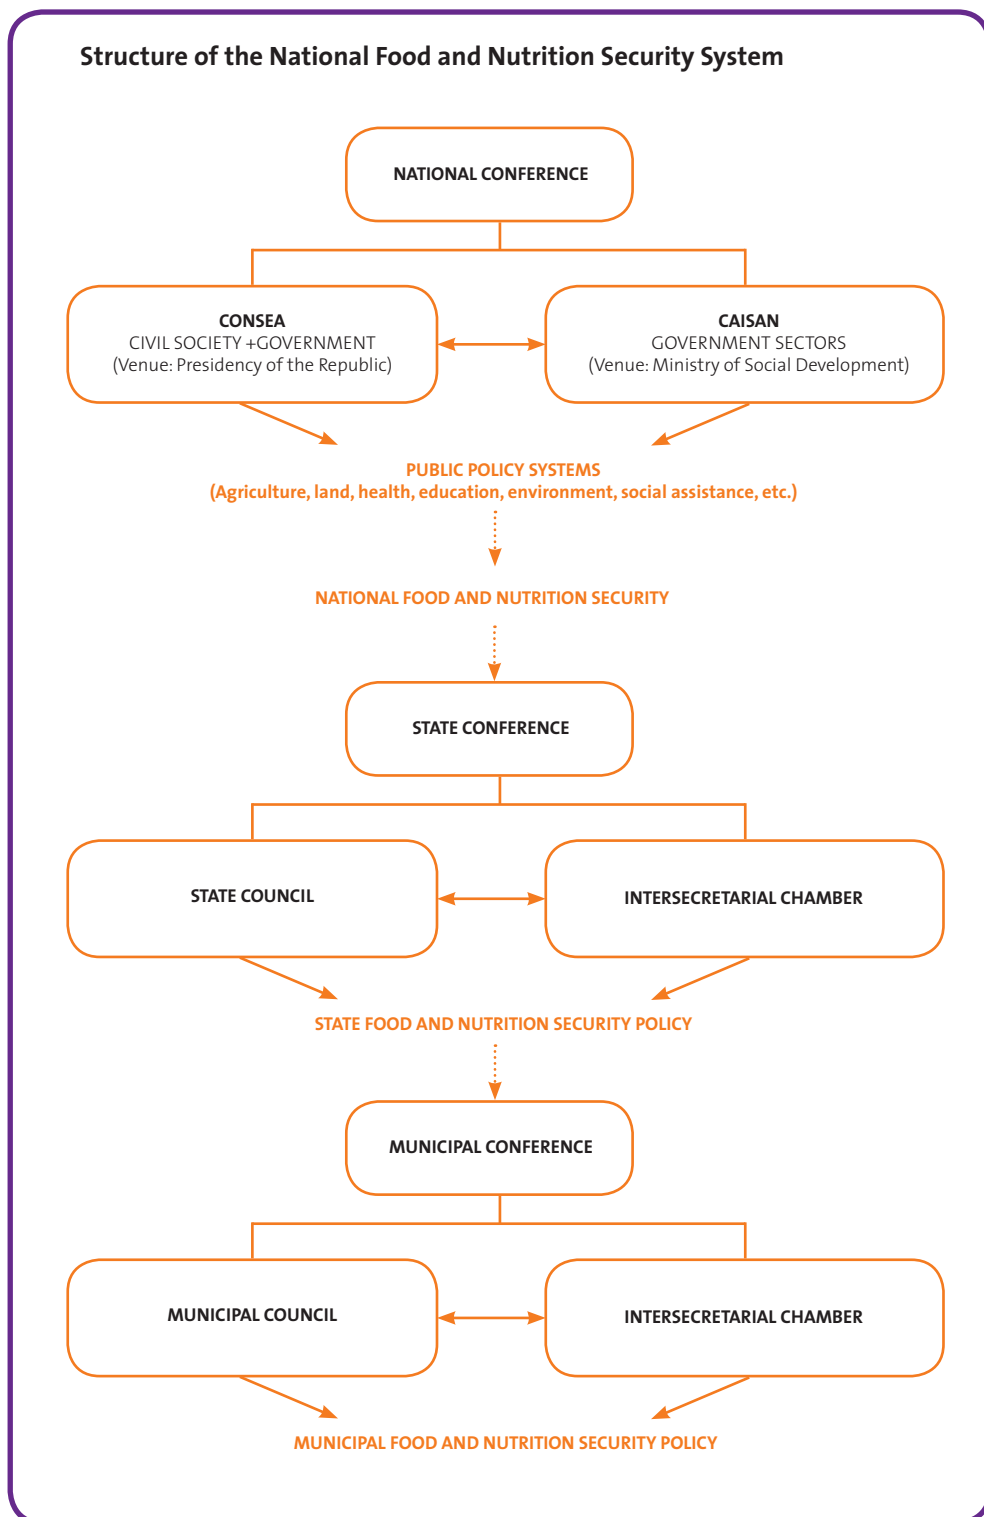 Structure of the National Food and Nutrition Security System
NATIONAL CONFERENCE
CONSEA
CIVIL SOCIETY +GOVERNMENT
(Venue: Presidency of the Republic)
CAISAN
GOVERNMENT SECTORS
(Venue: Ministry of Social Development)
PUBLIC POLICY SYSTEMS
(Agriculture, land, health, education, environment, social assistance, etc.)
NATIONAL FOOD AND NUTRITION SECURITY
STATE CONFERENCE
STATE COUNCIL
INTERSECRETARIAL CHAMBER
STATE FOOD AND NUTRITION SECURITY POLICY
MUNICIPAL CONFERENCE
MUNICIPAL COUNCIL
INTERSECRETARIAL CHAMBER
MUNICIPAL FOOD AND NUTRITION SECURITY POLICY